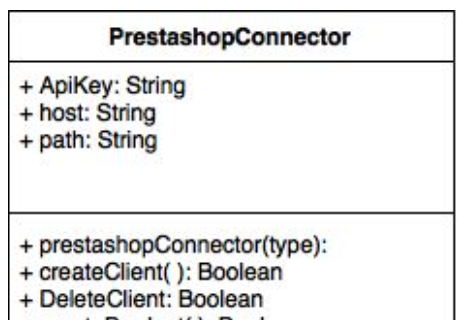 PrestashopConnector
+ ApiKey: String
+ host: String
+ path: String
+ prestashopConnector(type):
+ createClient( ): Boolean
+ DeleteClient: Boolean